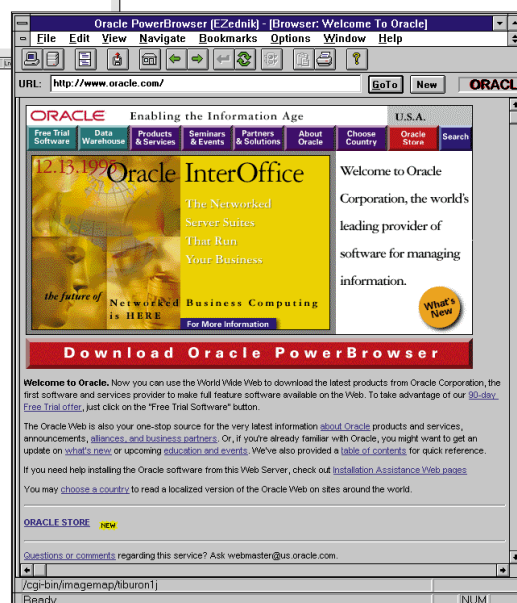 Oracle PowerBrowser (EZednik) - [Browser: Welcome To Oracle]
File Edit View Navigate Bookmarks Options Window Help
URL: http://www.oracle.com/ GoTo New ORACL
ORACLE Enabling the Information Age U.S.A.
Free Trial Software
Data Warehouse
Products & Services
Seminars & Events
Partners & Solutions
About Oracle
Choose Country
Oracle Store
Search
12.13.1995
Oracle InterOffice
The Networked
Server Suites
That Run
Your Business
the future of Networked Business Computing
is HERE
For More Information
Welcome to Oracle
Corporation, the world's
leading provider of
software for managing
information.
What's
New
Download Oracle PowerBrowser
Welcome to Oracle. Now you can use the World Wide Web to download the latest products from Oracle Corporation, the
first software and services provider to make full feature software available on the Web. To take advantage of our 90-day
Free Trial offer, just click on the "Free Trial Software" button.
The Oracle Web is also your one-stop source for the very latest information about Oracle products and services,
announcements, alliances, and business partners. Or, if you're already familiar with Oracle, you might want to get an
update on what's new or upcoming education and events. We've also provided a table of contents for quick reference.
If you need help installing the Oracle software from this Web Server, check out Installation Assistance Web pages
You may choose a country to read a localized version of the Oracle Web on sites around the world.
ORACLE STORE NEW
Questions or comments regarding this service? Ask webmaster@us.oracle.com.
/cgi-bin/imagemap/tiburon1j
Ready NUM